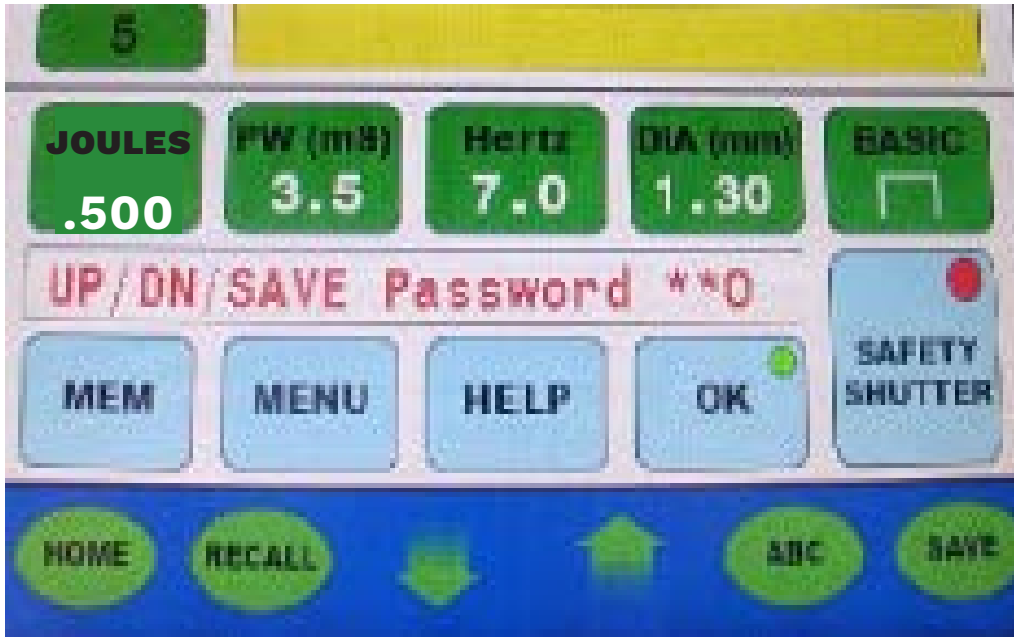 5
JOULES PW (mS) Hertz DIA (mm) BASIC
.500 3.5 7.0 1.30
UP/DN/SAVE Password **0
SAFETY
SHUTTER
MEM MENU HELP OK
HOME RECALL ABC SAVE